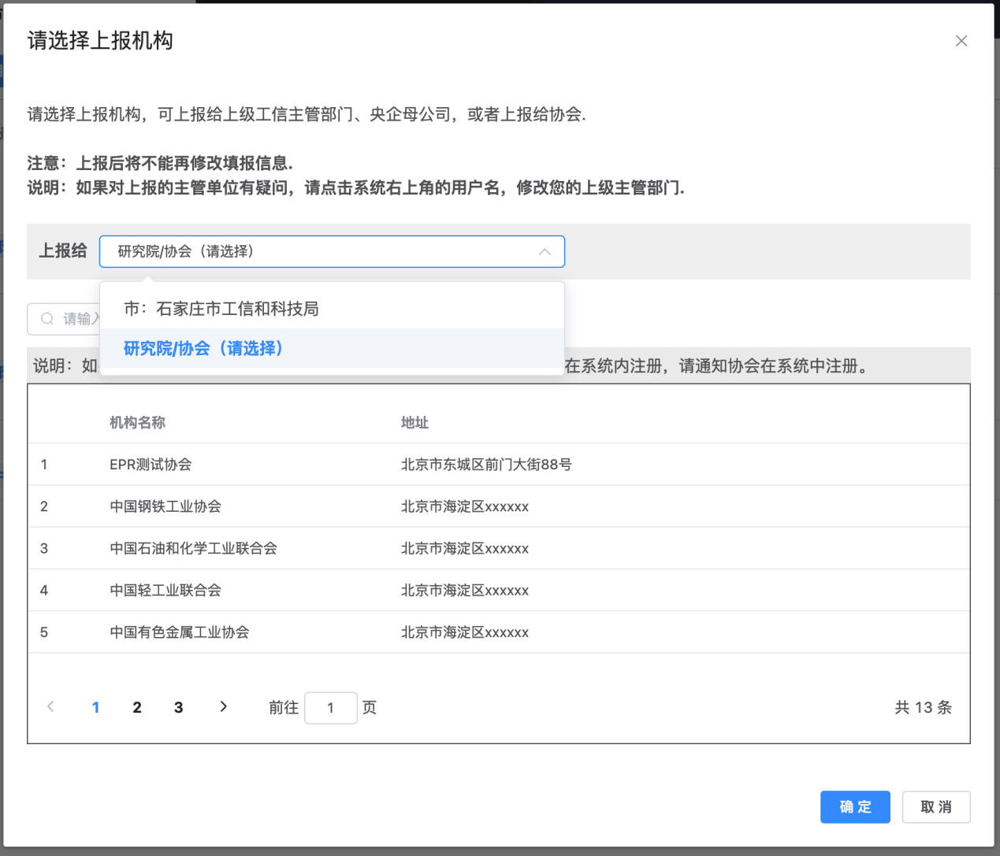 请选择上报机构
请选择上报机构，可上报给上级工信主管部门、央企母公司，或者上报给协会.
注意：上报后将不能再修改填报信息.
说明：如果对上报的主管单位有疑问，请点击系统右上角的用户名，修改您的上级主管部门.
上报给 研究院/协会（请选择）
市：石家庄市工信和科技局
请输入
研究院/协会（请选择）
说明：如 在系统内注册，请通知协会在系统中注册。
机构名称 地址
1 EPR测试协会 北京市东城区前门大街88号
2 中国钢铁工业协会 北京市海淀区xxxxxx
3 中国石油和化学工业联合会 北京市海淀区xxxxxx
4 中国轻工业联合会 北京市海淀区xxxxxx
5 中国有色金属工业协会 北京市海淀区xxxxxx
1 2 3 前往 1 页 共 13 条
确 定 取 消